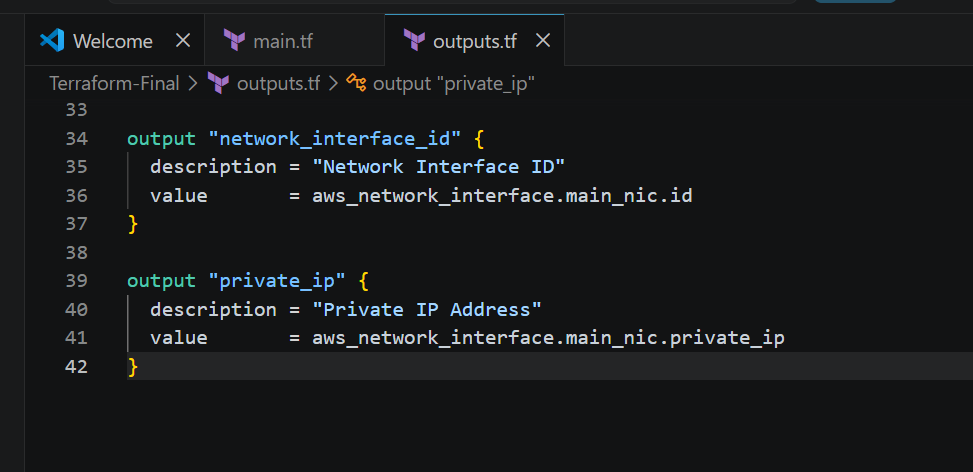 Welcome
main.tf
outputs.tf
Terraform-Final > outputs.tf > output "private_ip"
33
34 output "network_interface_id" {
35   description = "Network Interface ID"
36   value       = aws_network_interface.main_nic.id
37 }
38
39 output "private_ip" {
40   description = "Private IP Address"
41   value       = aws_network_interface.main_nic.private_ip
42 }